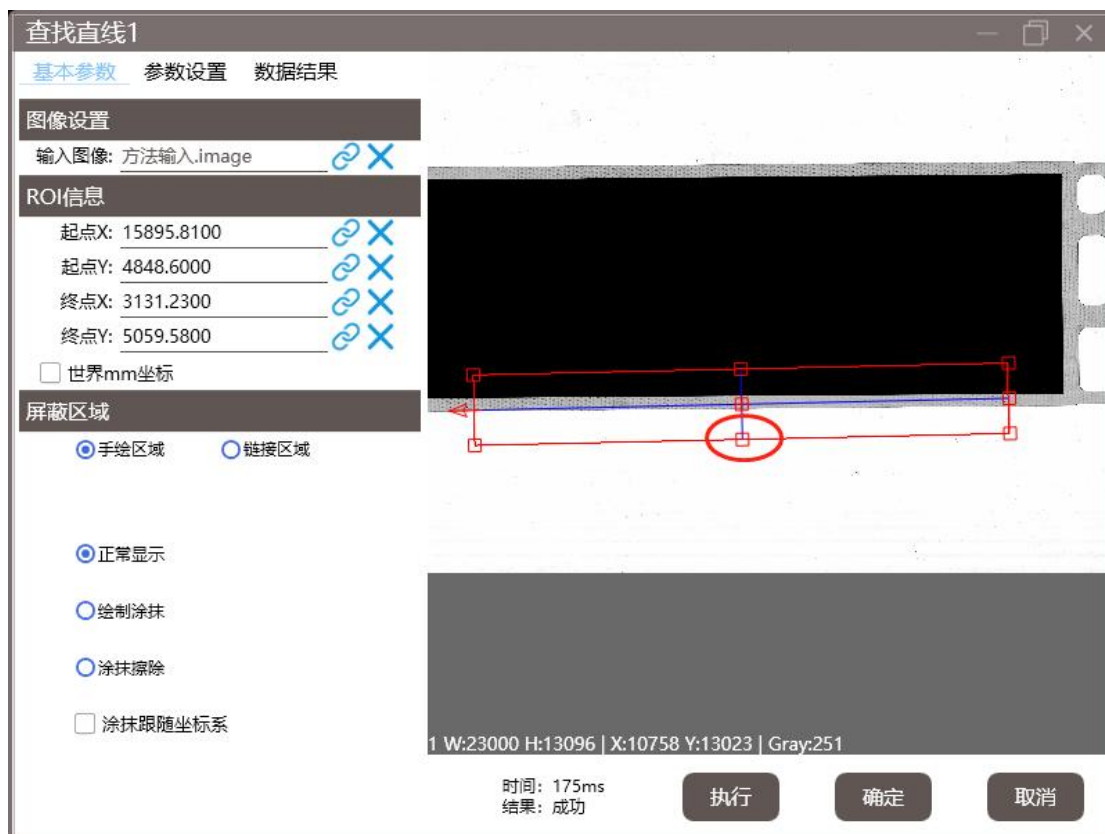 查找直线1
基本参数 参数设置 数据结果
图像设置
输入图像: 方法输入.image
ROI信息
起点X: 15895.8100
起点Y: 4848.6000
终点X: 3131.2300
终点Y: 5059.5800
世界mm坐标
屏蔽区域
手绘区域 链接区域
正常显示
绘制涂抹
涂抹擦除
涂抹跟随坐标系
1 W:23000 H:13096 | X:10758 Y:13023 | Gray:251
时间: 175ms
结果: 成功
执行 确定 取消